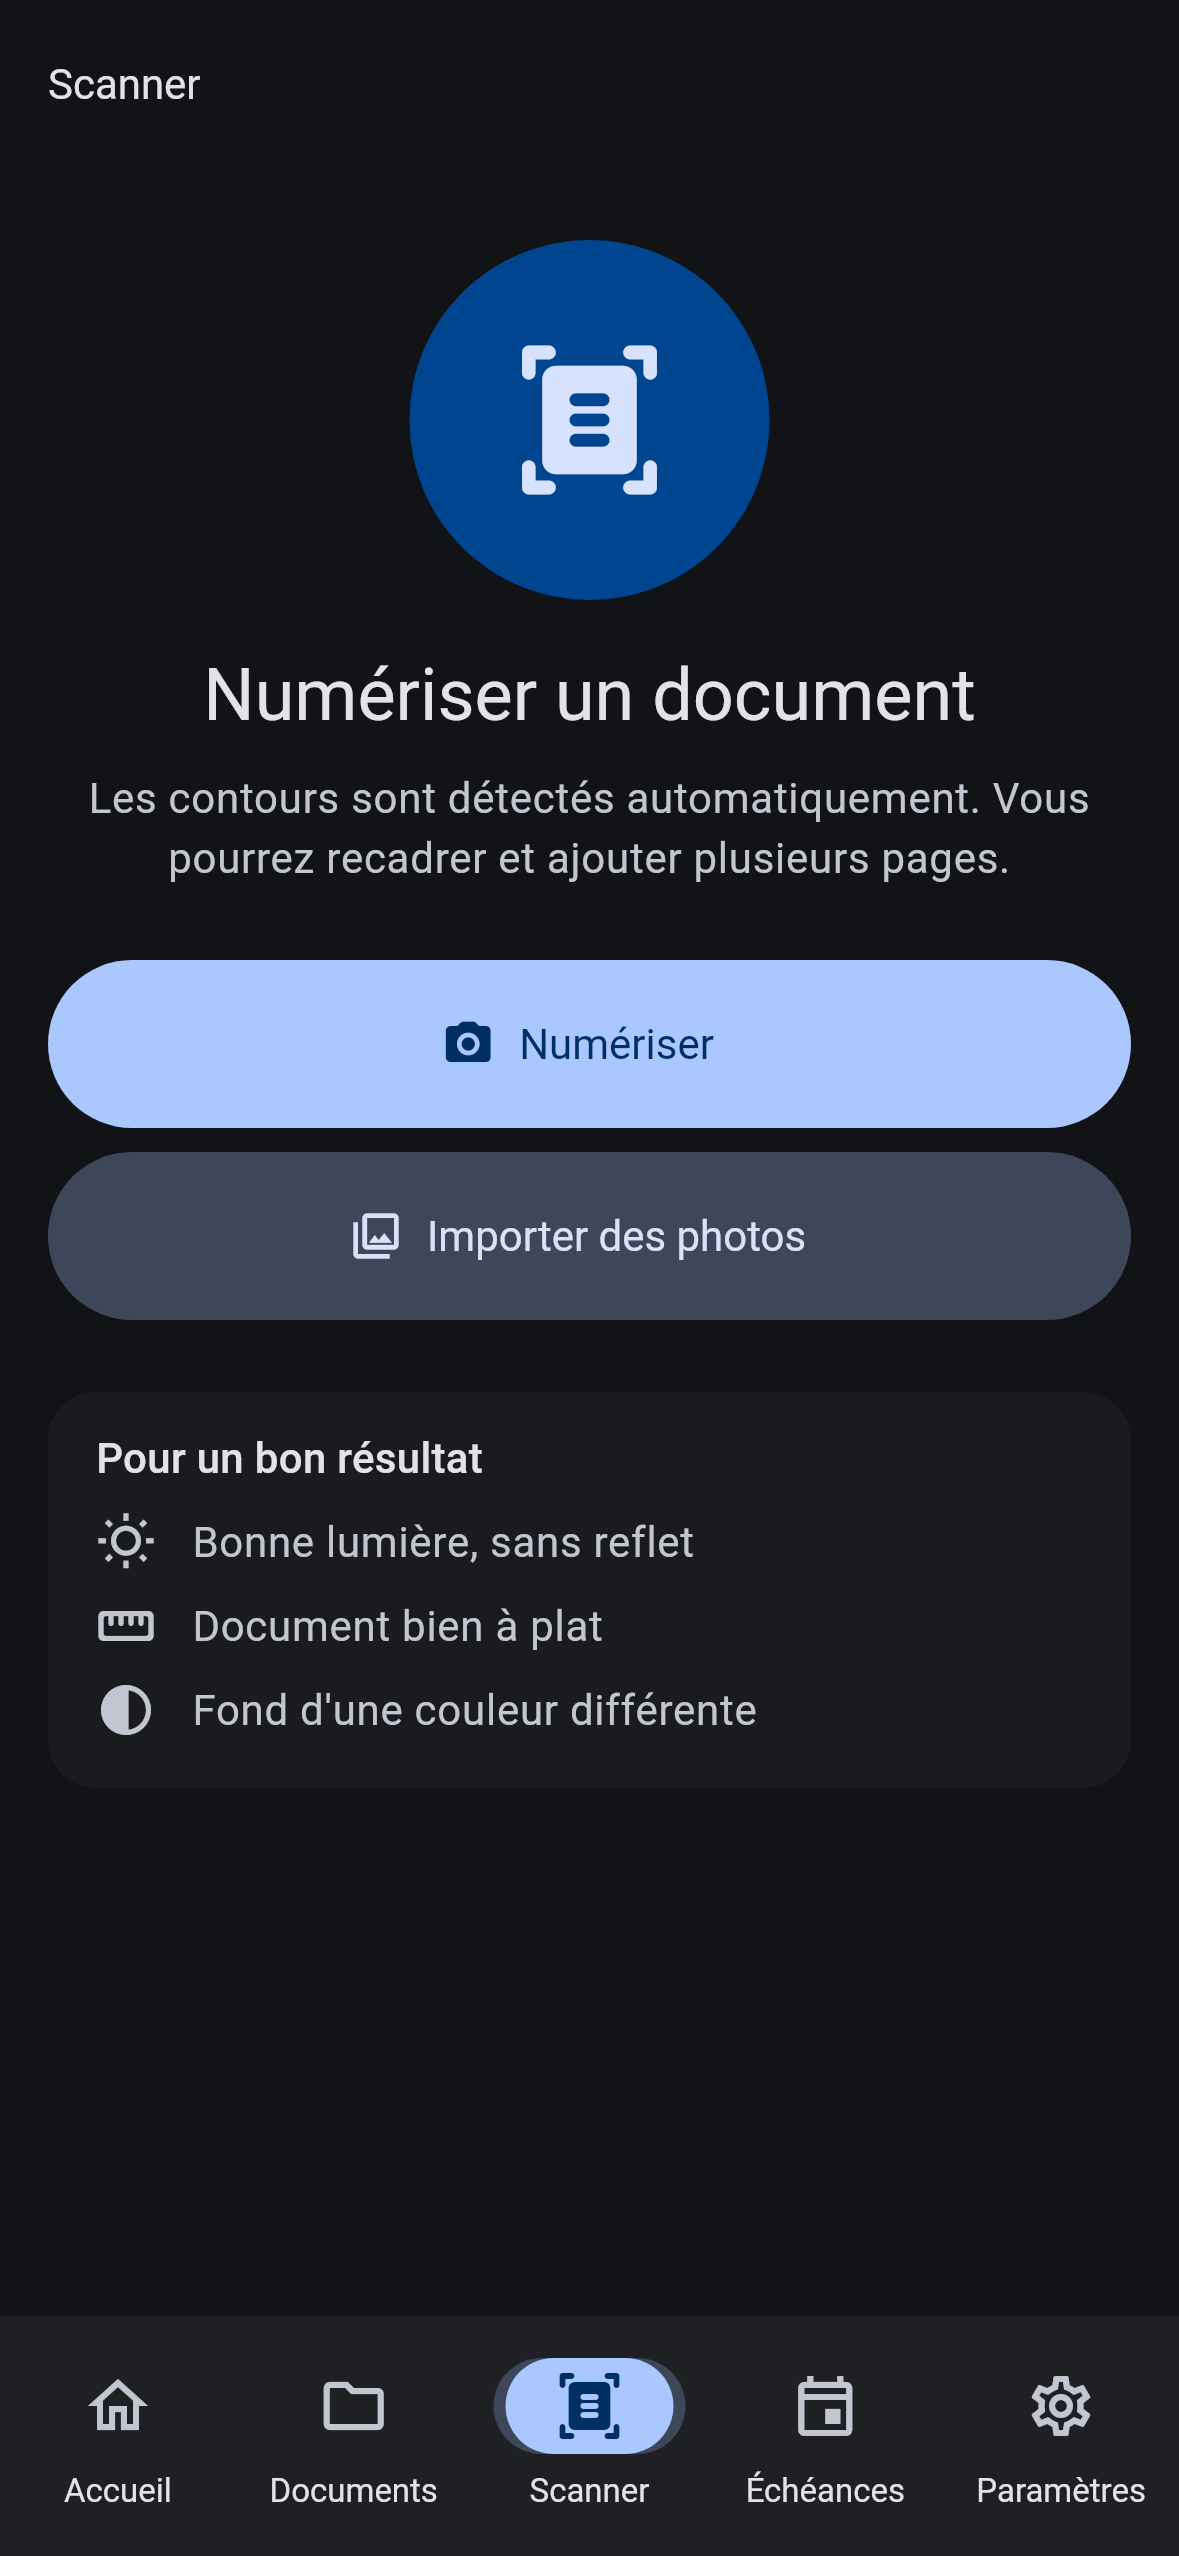 Scanner
Numériser un document
Les contours sont détectés automatiquement. Vous
pourrez recadrer et ajouter plusieurs pages.
Numériser
Importer des photos
Pour un bon résultat
Bonne lumière, sans reflet
Document bien à plat
Fond d'une couleur différente
Accueil
Documents
Scanner
Échéances
Paramètres